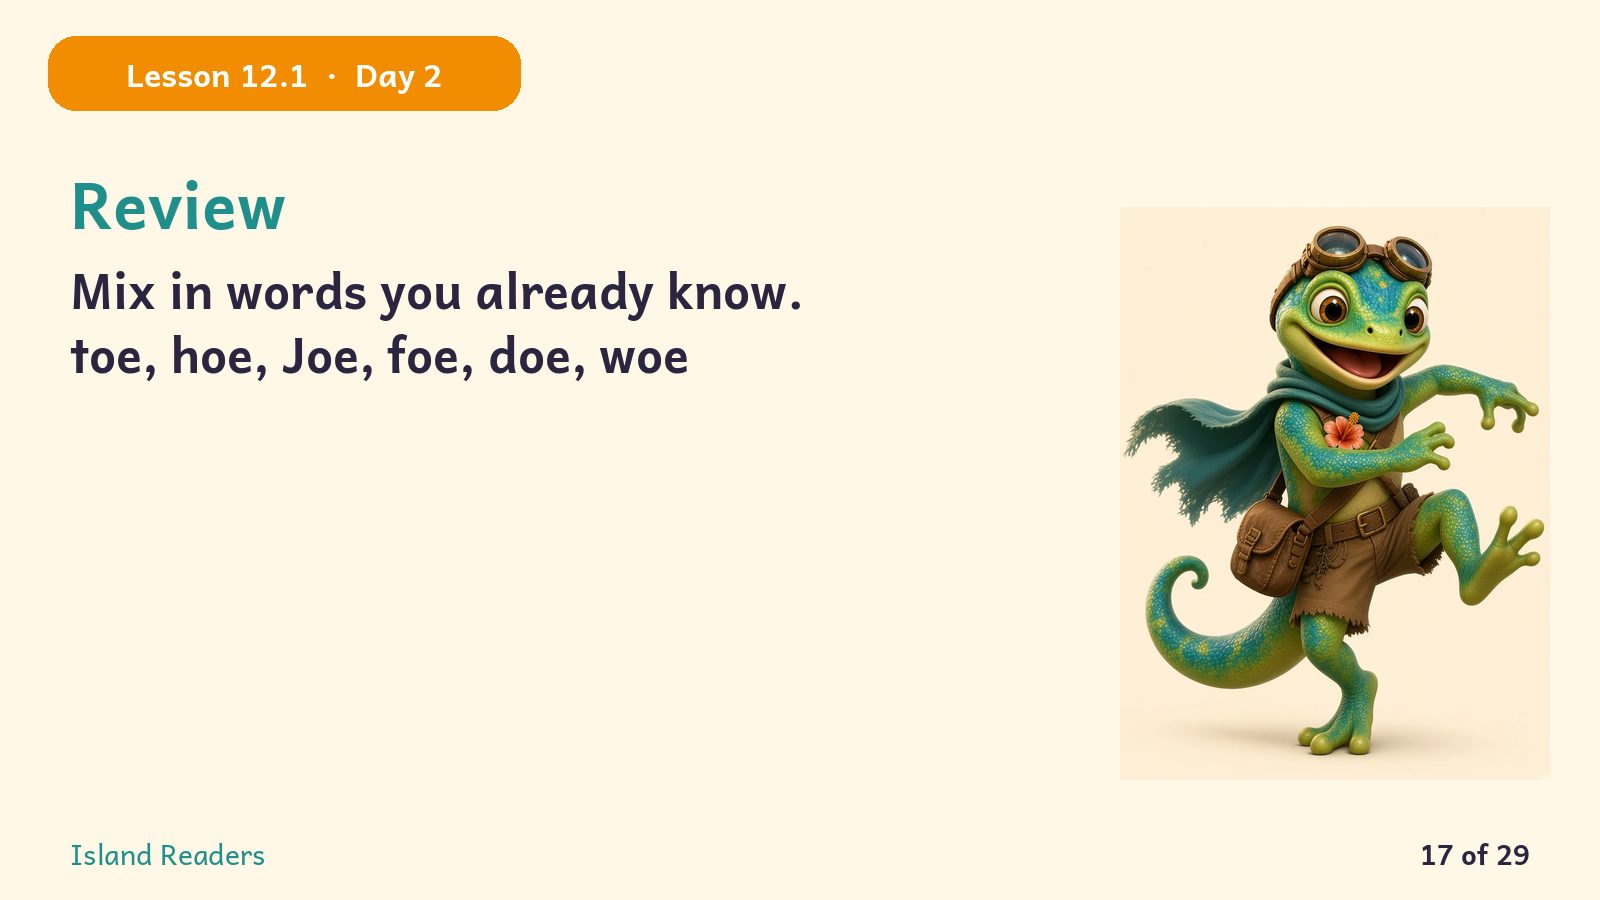 Lesson 12.1 · Day 2
Review
Mix in words you already know.
toe, hoe, Joe, foe, doe, woe
Island Readers
17 of 29